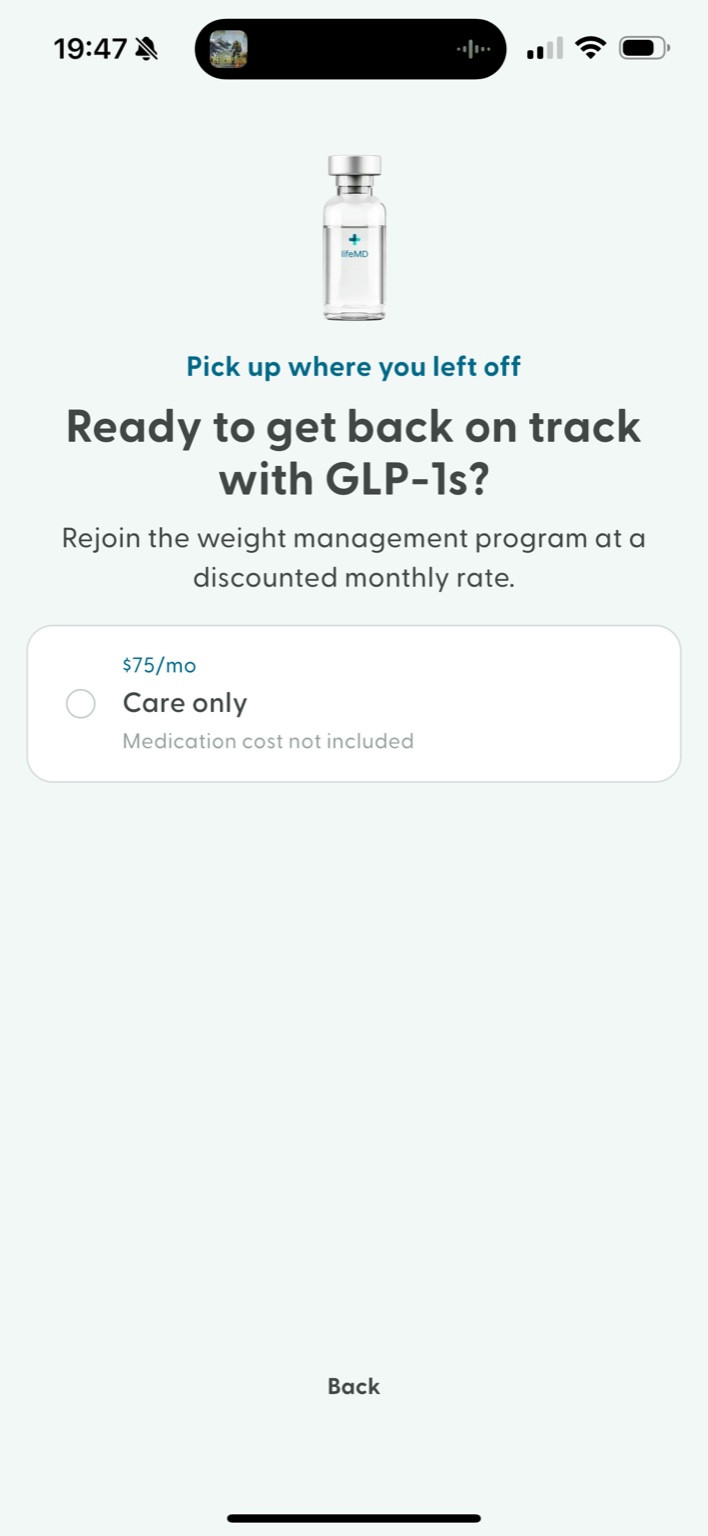 19:47
lifeMD
Pick up where you left off
Ready to get back on track
with GLP-1s?
Rejoin the weight management program at a
discounted monthly rate.
$75/mo
Care only
Medication cost not included
Back